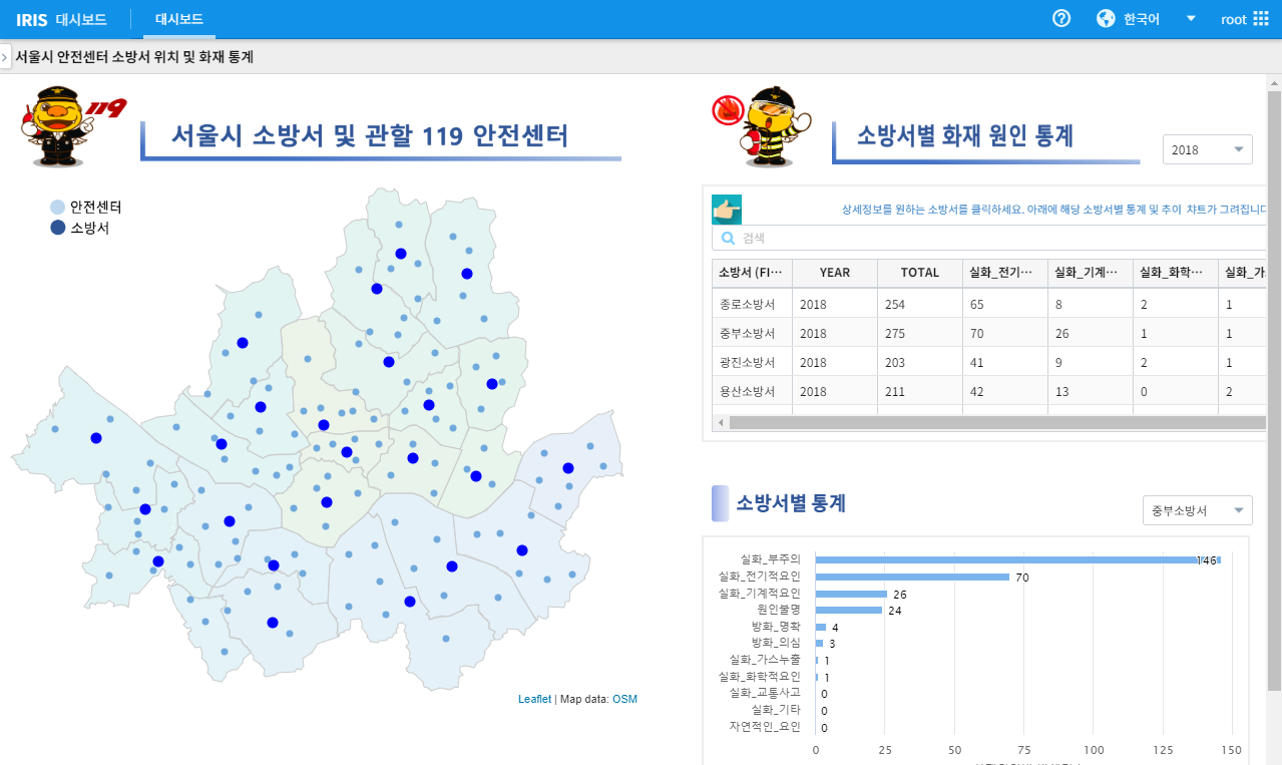 IRIS 대시보드 대시보드 한국어 root
서울시 안전센터 소방서 위치 및 화재 통계
119
서울시 소방서 및 관할 119 안전센터
안전센터
소방서
Leaflet | Map data: OSM
소방서별 화재 원인 통계
2018
상세정보를 원하는 소방서를 클릭하세요. 아래에 해당 소방서별 통계 및 추이 차트가 그려집니다
검색
소방서 (FI··· YEAR TOTAL 실화_전기··· 실화_기계··· 실화_화학··· 실화_가
종로소방서 2018 254 65 8 2 1
중부소방서 2018 275 70 26 1 1
광진소방서 2018 203 41 9 2 1
용산소방서 2018 211 42 13 0 2
소방서별 통계
중부소방서
실화_부주의 146
실화_전기적요인 70
실화_기계적요인 26
원인불명 24
방화_명확 4
방화_의심 3
실화_가스누출 1
실화_화학적요인 1
실화_교통사고 0
실화_기타 0
자연적인_요인 0
0 25 50 75 100 125 150